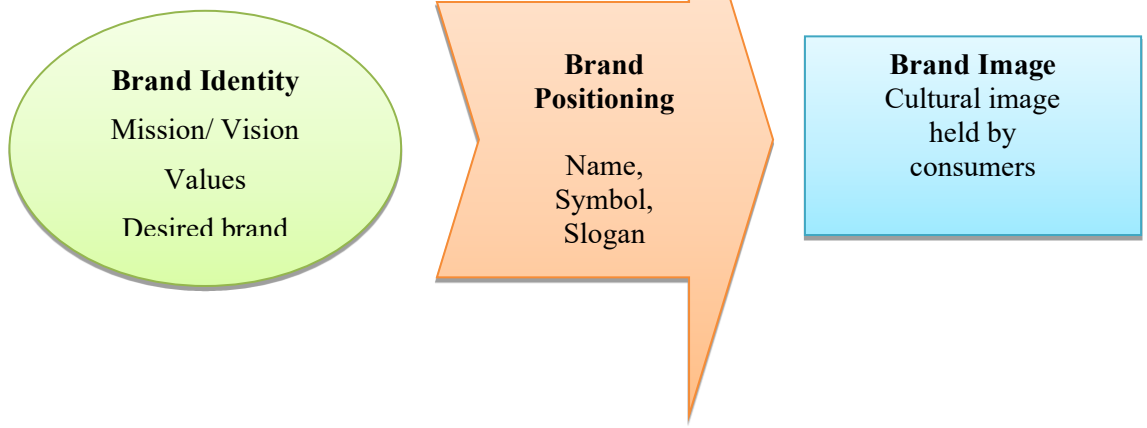 Brand Identity
Mission/ Vision
Values
Desired brand
Brand
Positioning
Name,
Symbol,
Slogan
Brand Image
Cultural image
held by
consumers